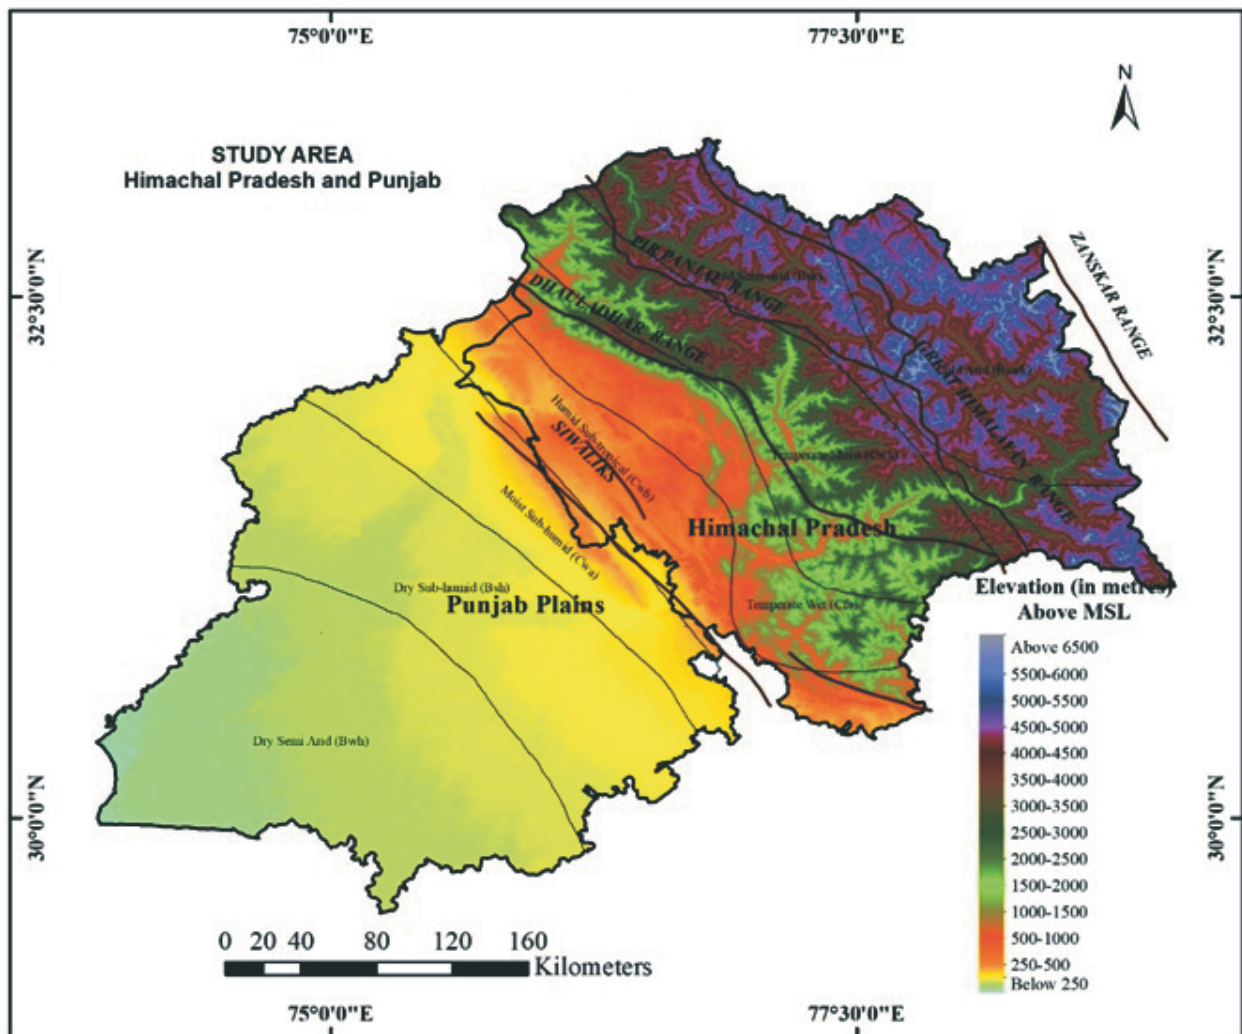 75°0'0"E
77°30'0"E
N
STUDY AREA
Himachal Pradesh and Punjab
32°30'0"N
32°30'0"N
ZANSKAR RANGE
PIR PANJAL RANGE
DHAULADHAR RANGE
GREAT HIMALAYAN RANGE
Humid Sub-tropical (Cwb)
SIWALIKS
Moist Sub-humid (Cwa)
Himachal Pradesh
Dry Sub-humid (Bsh)
Punjab Plains
Temperate Wet
Elevation (in metres)
Above MSL
Above 6500
5500-6000
5000-5500
4500-5000
4000-4500
3500-4000
3000-3500
2500-3000
2000-2500
1500-2000
1000-1500
500-1000
250-500
Below 250
Dry Semi Arid (Bwh)
30°0'0"N
30°0'0"N
0 20 40 80 120 160
Kilometers
75°0'0"E
77°30'0"E